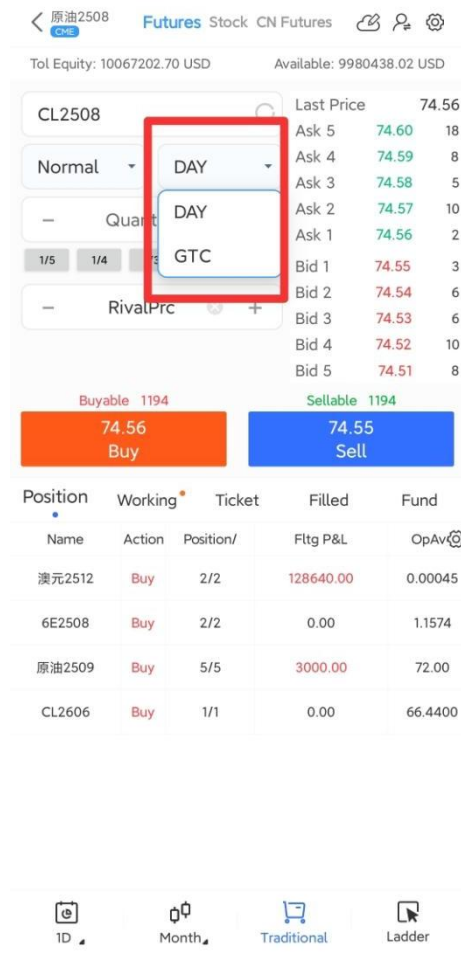 原油2508
CME
Futures Stock CN Futures
Tol Equity: 10067202.70 USD Available: 9980438.02 USD
CL2508
Last Price 74.56
Ask 5 74.60 18
Normal DAY
Ask 4 74.59 8
Ask 3 74.58 5
DAY
Ask 2 74.57 10
Quant
Ask 1 74.56 2
GTC
1/5 1/4 /3
Bid 1 74.55 3
Bid 2 74.54 6
− RivalPrc +
Bid 3 74.53 6
Bid 4 74.52 10
Bid 5 74.51 8
Buyable 1194 Sellable 1194
74.56 74.55
Buy Sell
Position Working Ticket Filled Fund
Name Action Position/ Fltg P&L OpAv
澳元2512 Buy 2/2 128640.00 0.00045
6E2508 Buy 2/2 0.00 1.1574
原油2509 Buy 5/5 3000.00 72.00
CL2606 Buy 1/1 0.00 66.4400
1D Month Traditional Ladder